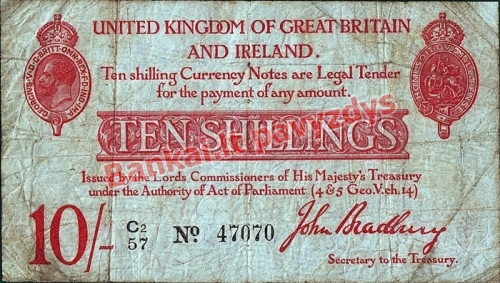 UNITED KINGDOM OF GREAT BRITAIN
AND IRELAND.
Ten shilling Currency Notes are Legal Tender
for the payment of any amount.
TEN SHILLINGS
Issued by the Lords Commissioners of His Majesty's Treasury
under the Authority of Act of Parliament (4 & 5 Geo.V. ch.14)
10/-
C2
57
No. 47070
John Bradbury
Secretary to the Treasury.